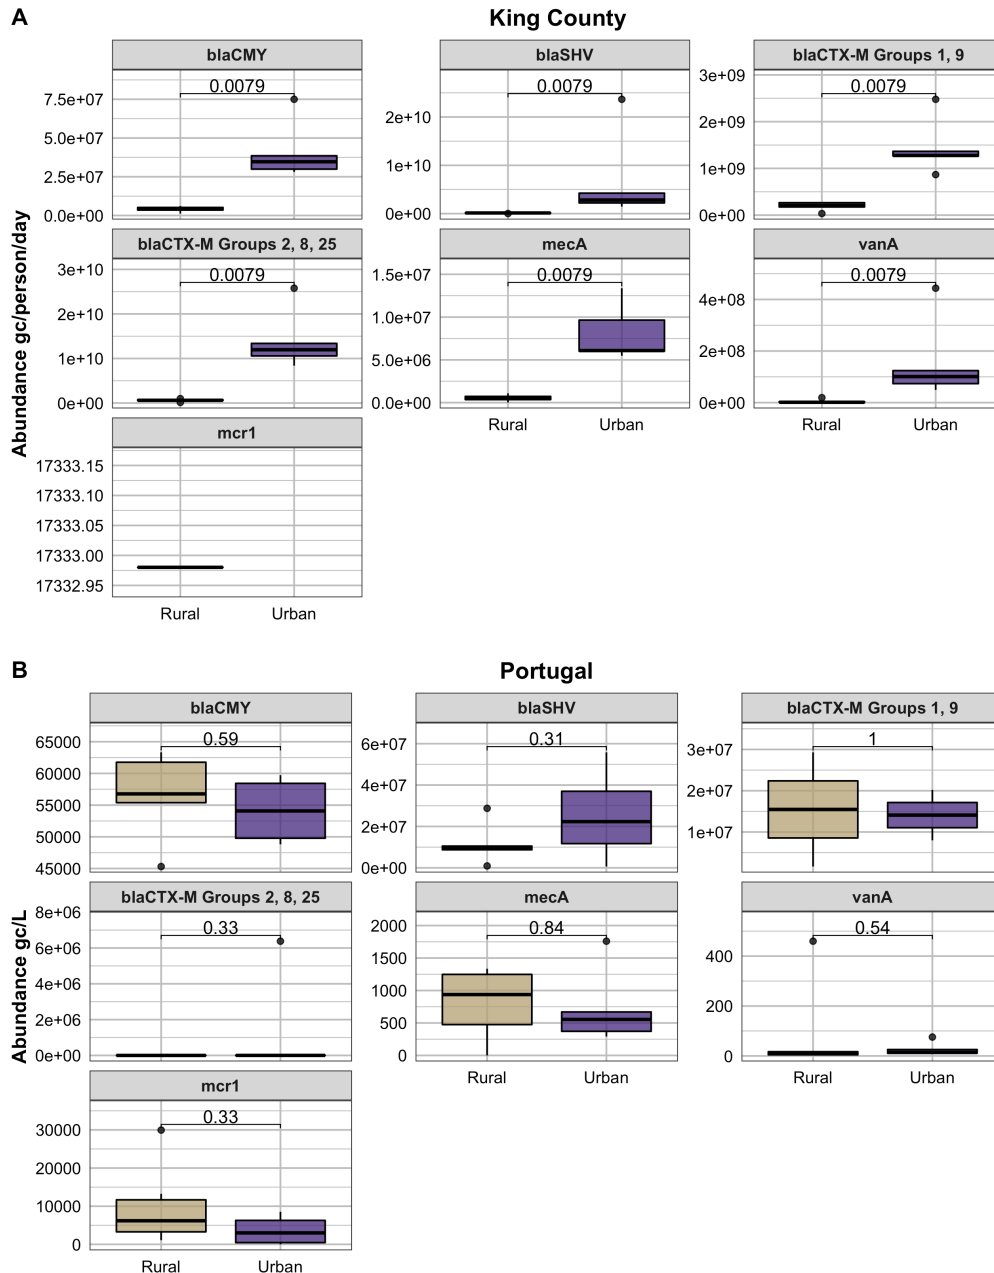 A
King County
blaCMY
blaSHV
blaCTX-M Groups 1, 9
0.0079
0.0079
0.0079
7.5e+07
5.0e+07
2.5e+07
0.0e+00
2e+10
1e+10
0e+00
3e+09
2e+09
1e+09
0e+00
Abundance gc/person/day
blaCTX-M Groups 2, 8, 25
mecA
vanA
0.0079
0.0079
0.0079
3e+10
2e+10
1e+10
0e+00
1.5e+07
1.0e+07
5.0e+06
0.0e+00
4e+08
2e+08
0e+00
Rural
Urban
Rural
Urban
mcr1
17333.15
17333.10
17333.05
17333.00
17332.95
Rural
Urban
B
Portugal
blaCMY
blaSHV
blaCTX-M Groups 1, 9
0.59
0.31
1
65000
60000
55000
50000
45000
6e+07
4e+07
2e+07
0e+00
3e+07
2e+07
1e+07
Abundance gc/L
blaCTX-M Groups 2, 8, 25
mecA
vanA
0.33
0.84
0.54
8e+06
6e+06
4e+06
2e+06
0e+00
2000
1500
1000
500
0
400
200
0
Rural
Urban
Rural
Urban
mcr1
0.33
30000
20000
10000
0
Rural
Urban